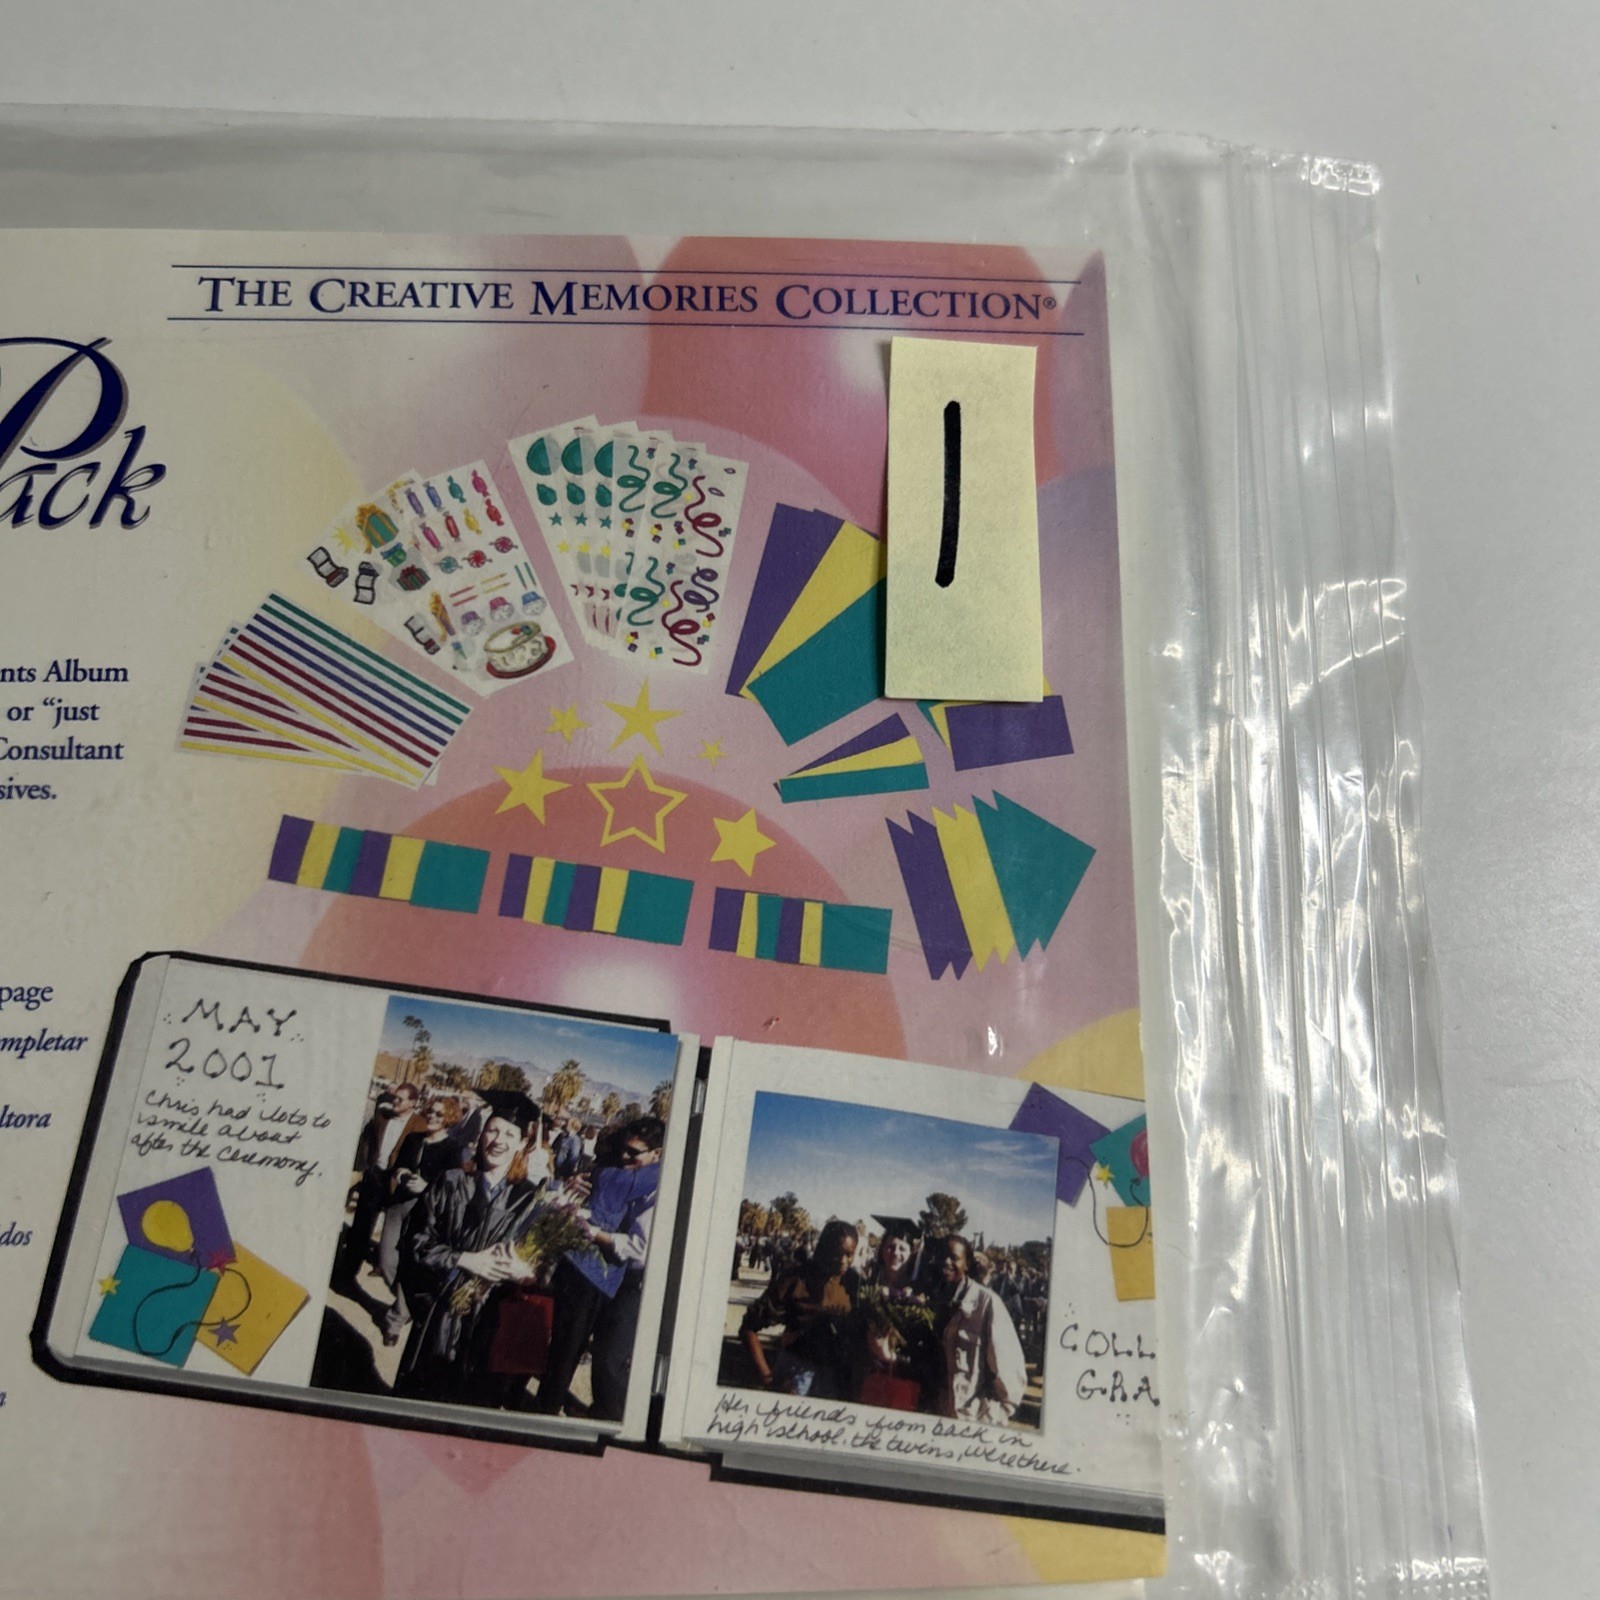 THE CREATIVE MEMORIES COLLECTION®
1
Pack
nts Album
or “just
Consultant
sives.
page
mpletar
ltora
dos
a
MAY
2001
Chris had lots to
smile about
after the ceremony.
COLL
GRA
Her friends from back in
high school, the twins, were there.